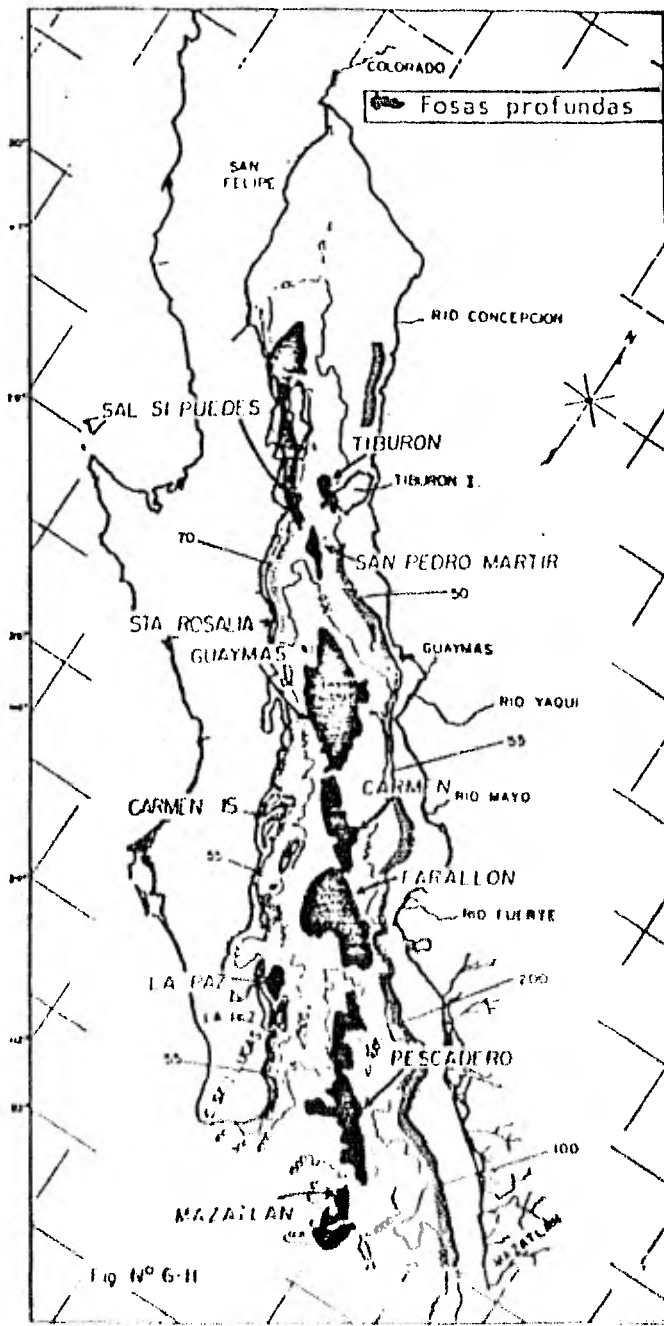 COLORADO
Fosas profundas
SAN
FELIPE
RIO CONCEPCION
N
SAL SI PUEDES
TIBURON
TIBURON I.
70
SAN PEDRO MARTIR
50
STA ROSALIA
GUAYMAS
GUAYMAS
RIO YAQUI
55
CARMEN
RIO MAYO
CARMEN IS
55
FARALLON
RIO FUERTE
LA PAZ
LA PAZ
200
55
PESCADERO
100
MAZATLAN
MAZATLAN
Fig Nº 6-11